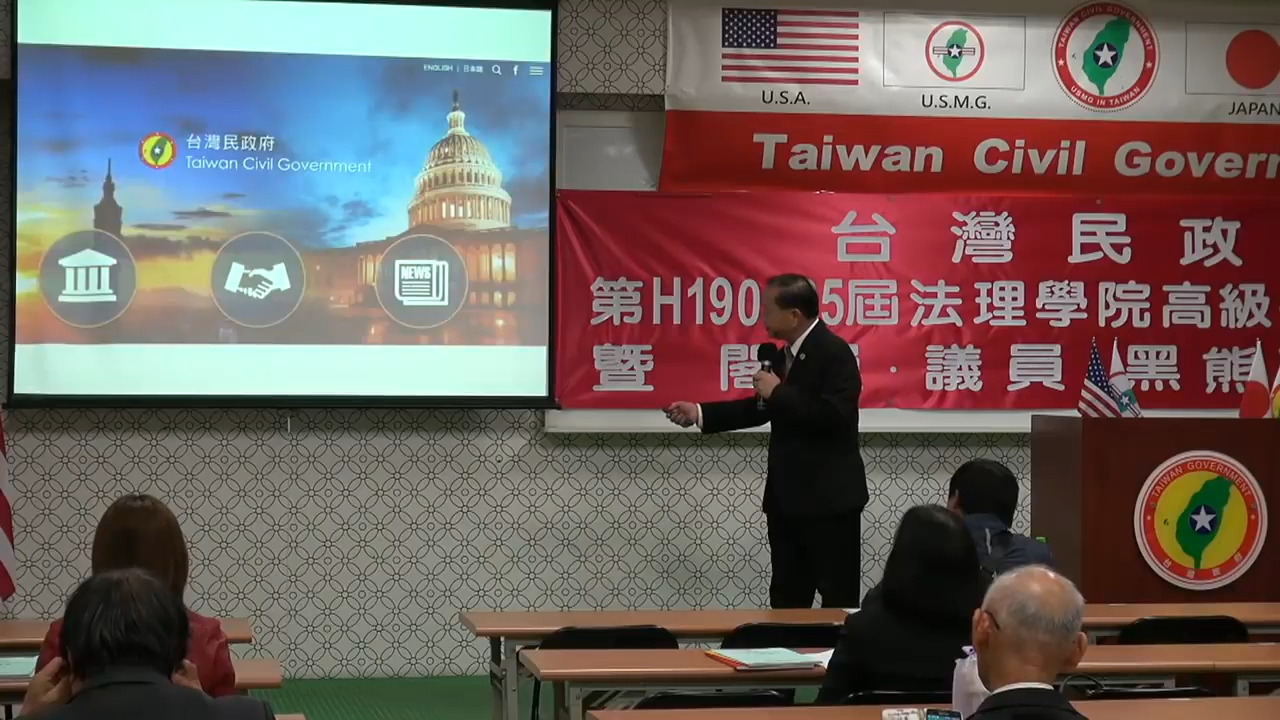 ENGLISH | 日本語
台灣民政府
Taiwan Civil Government
NEWS
U.S.A.
U.S.M.G.
TAIWAN CIVIL GOVERNMENT
USMG IN TAIWAN
JAPAN
Taiwan Civil Govern
台灣民政
第H190 5屆法理學院高級
暨 閣 · 議員 黑熊
TAIWAN GOVERNMENT